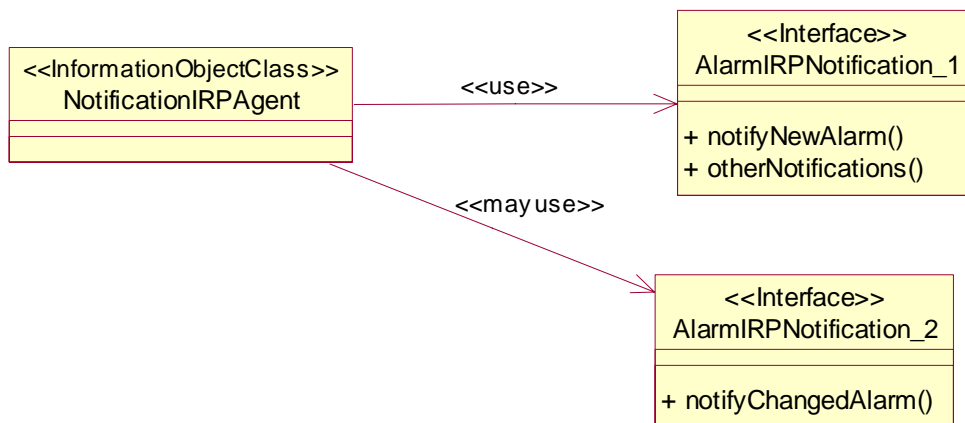 <<InformationObjectClass>>
NotificationIRPAgent
<<use>>
<<Interface>>
AlarmIRPNotification_1
+ notifyNewAlarm()
+ otherNotifications()
<<may use>>
<<Interface>>
AlarmIRPNotification_2
+ notifyChangedAlarm()